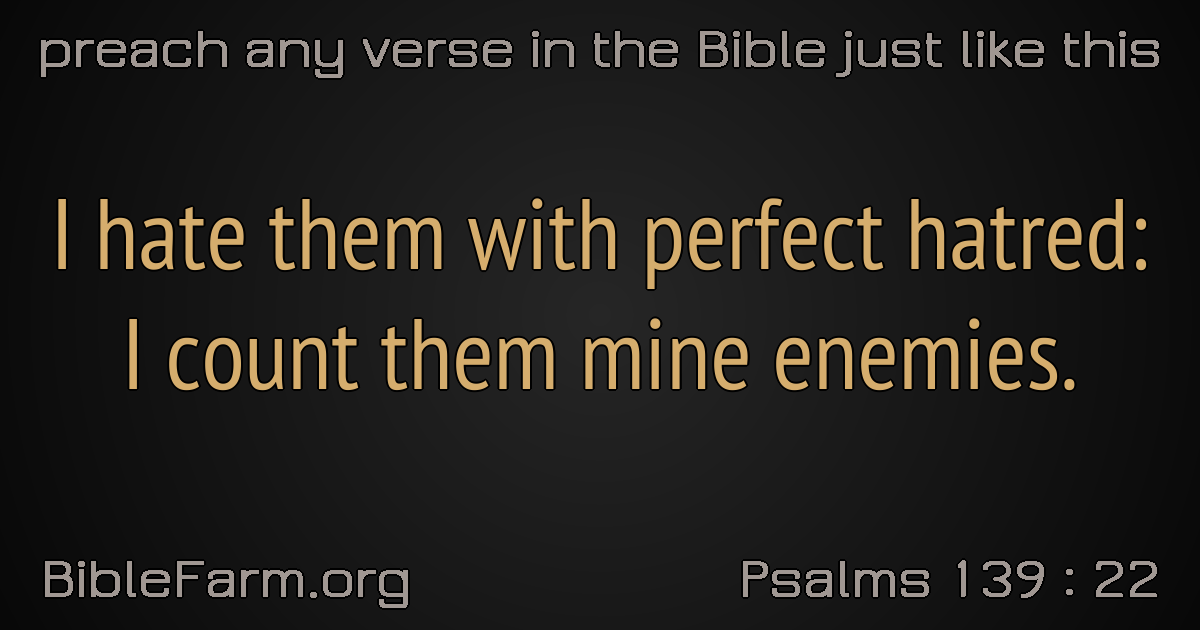 preach any verse in the Bible just like this
I hate them with perfect hatred:
I count them mine enemies.
BibleFarm.org
Psalms 139 : 22